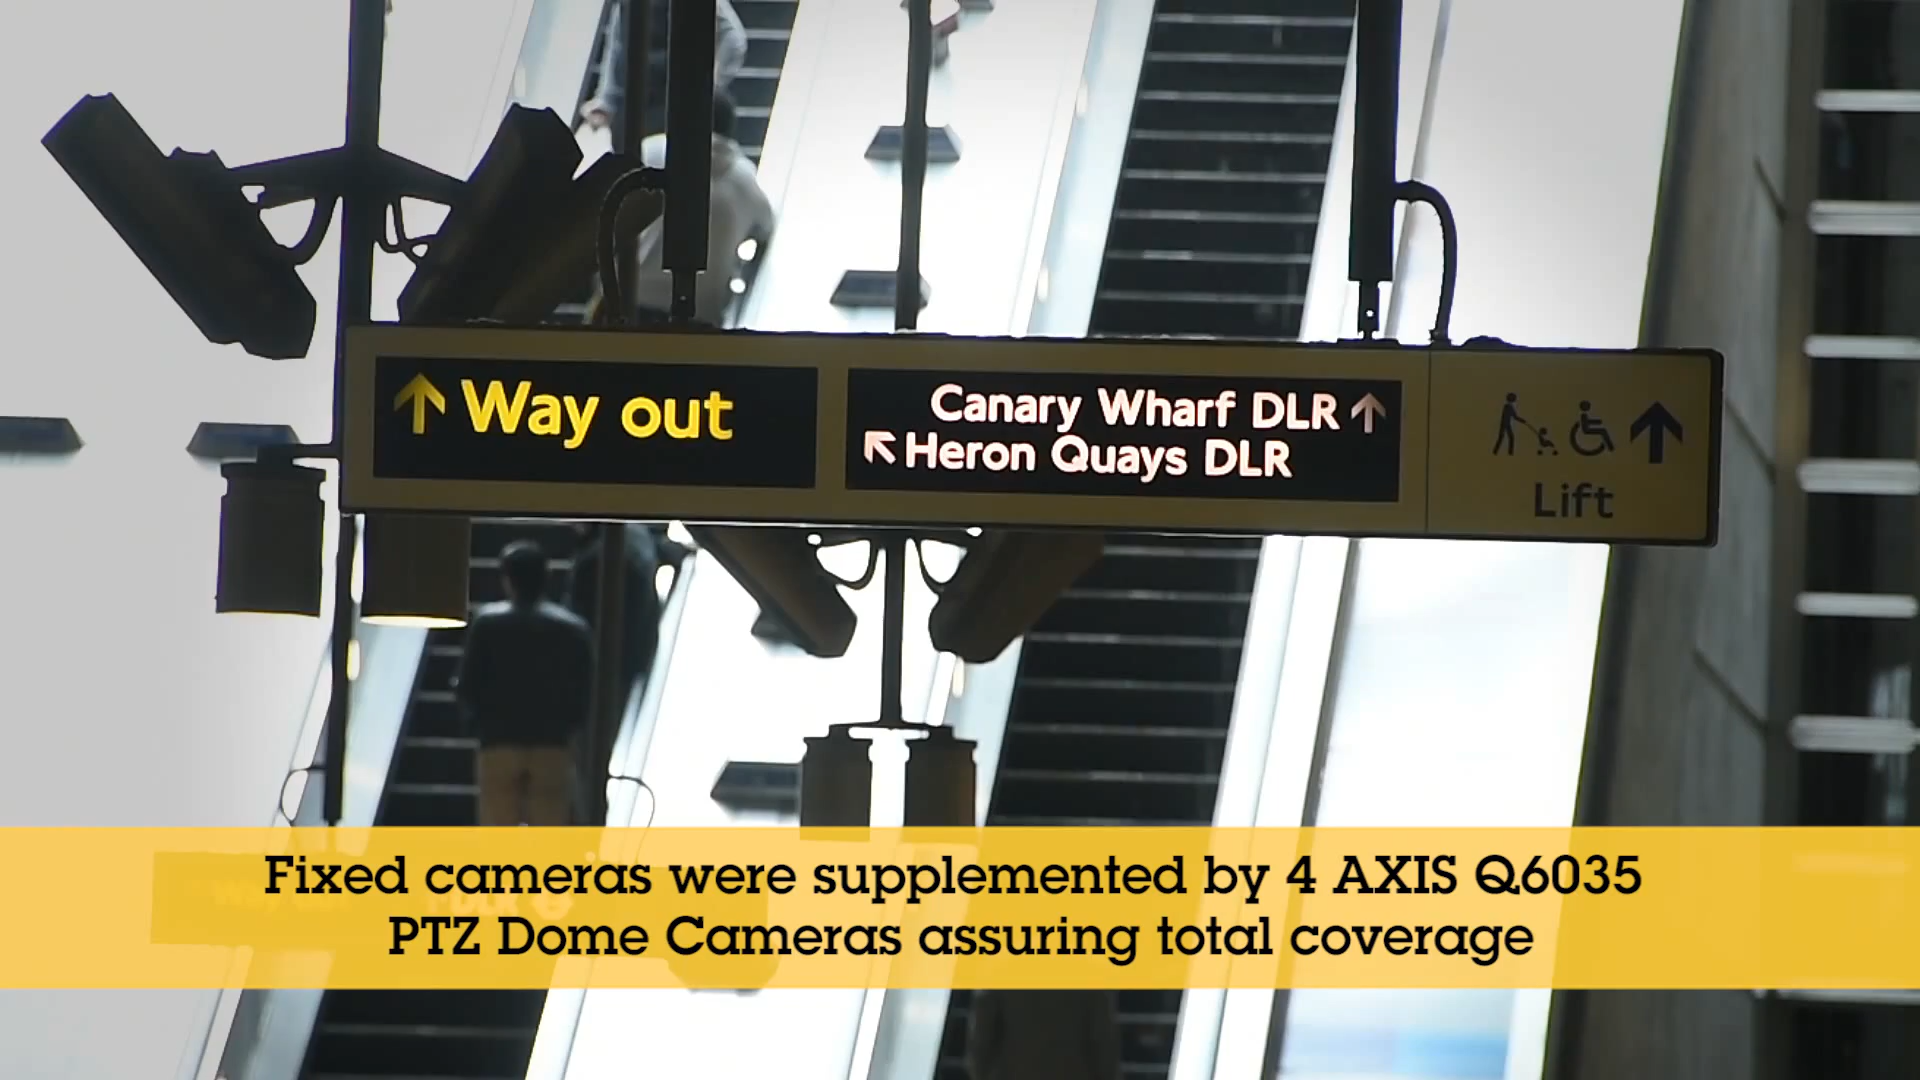 Way out
Canary Wharf DLR
Heron Quays DLR
Lift
Fixed cameras were supplemented by 4 AXIS Q6035
PTZ Dome Cameras assuring total coverage